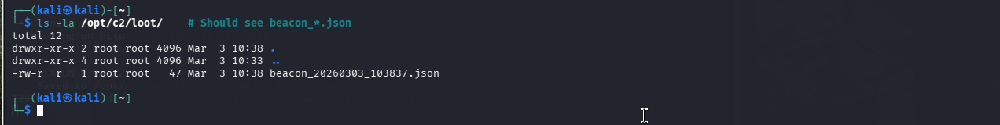 ┌──(kali㉿kali)-[~]
└─$ ls -la /opt/c2/loot/    # Should see beacon_*.json
total 12
drwxr-xr-x 2 root root 4096 Mar  3 10:38 .
drwxr-xr-x 4 root root 4096 Mar  3 10:33 ..
-rw-r--r-- 1 root root   47 Mar  3 10:38 beacon_20260303_103837.json
┌──(kali㉿kali)-[~]
└─$